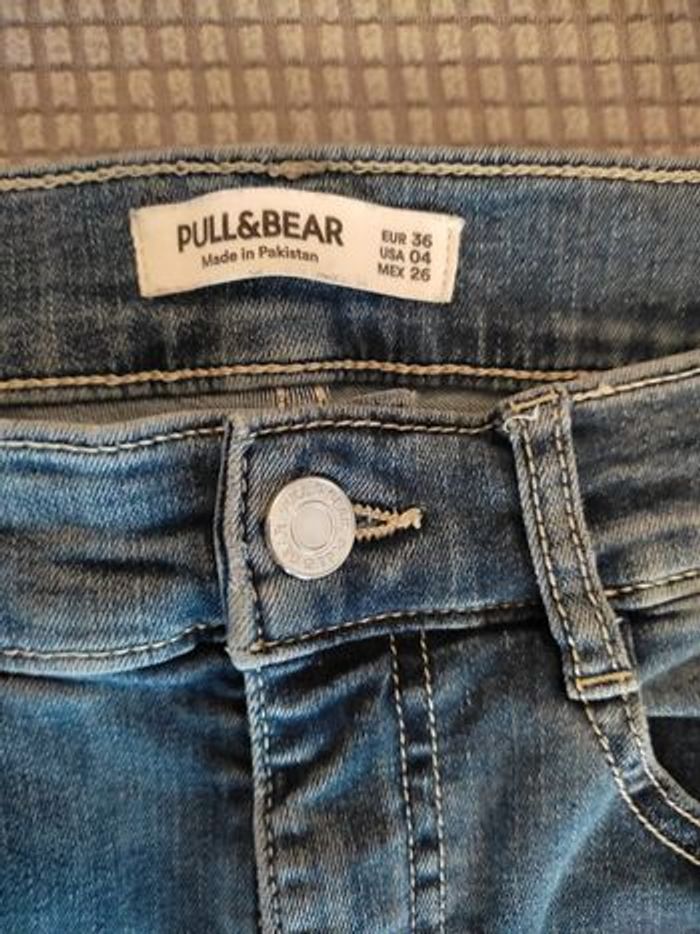 PULL&BEAR
Made in Pakistan
EUR 36
USA 04
MEX 26